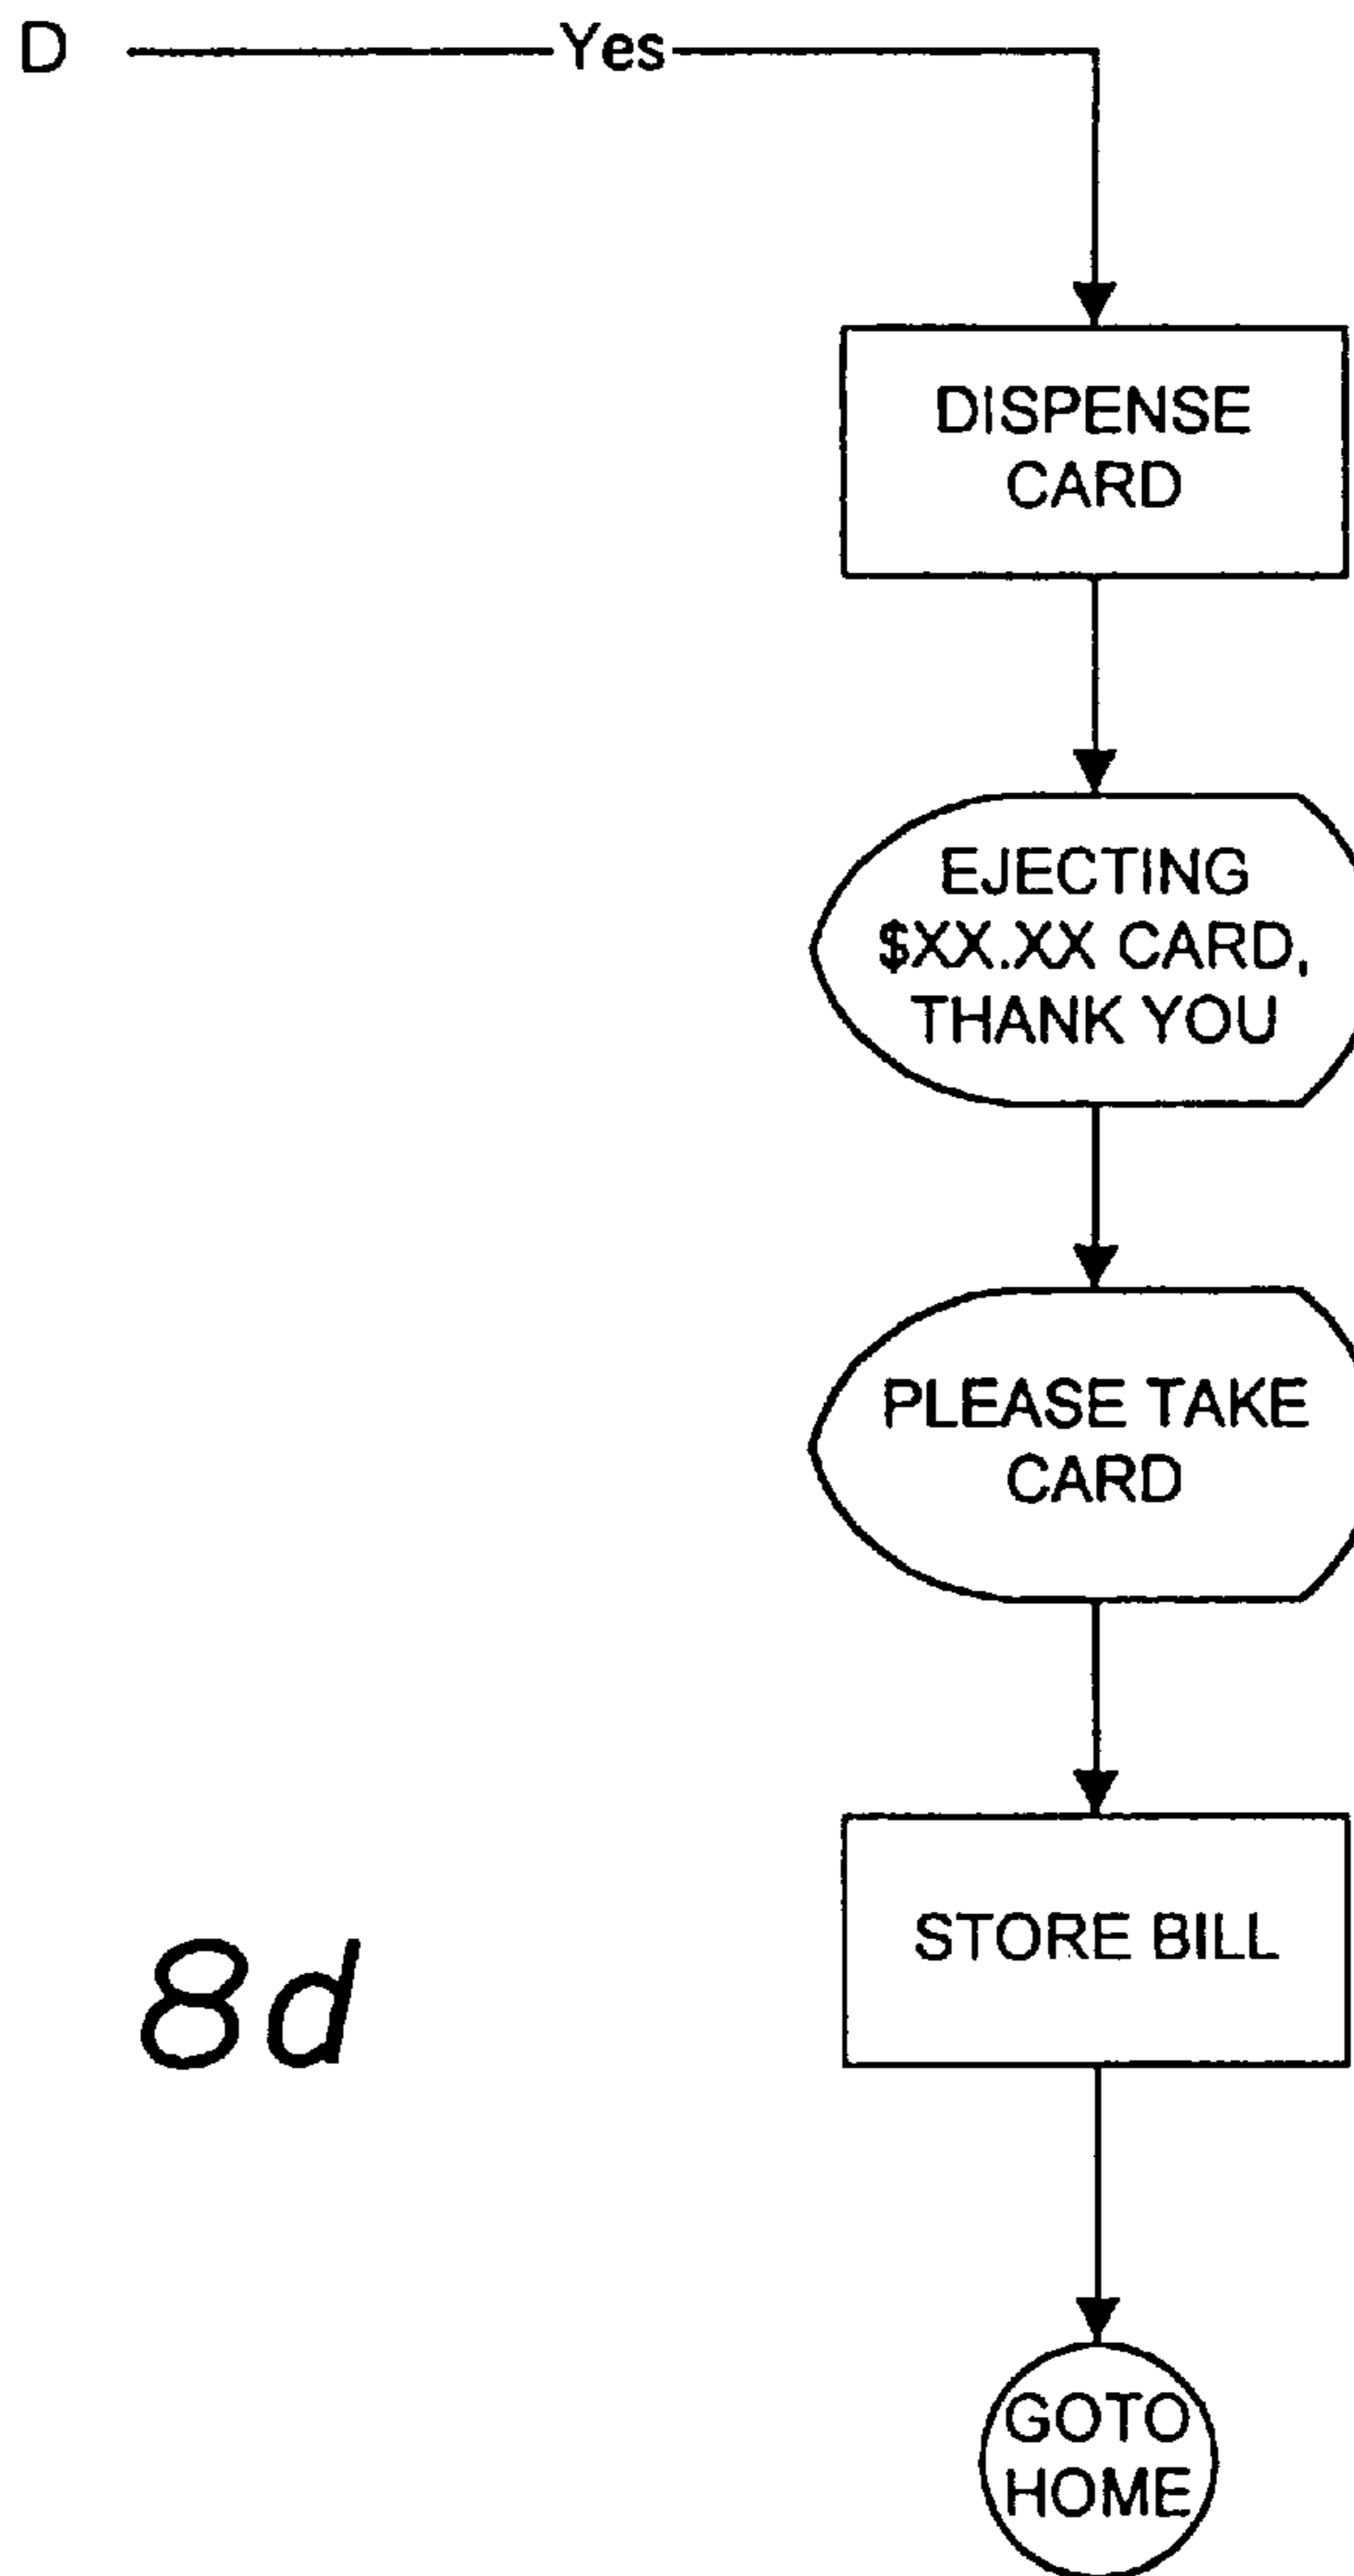 D Yes
DISPENSE
CARD
EJECTING
$XX.XX CARD,
THANK YOU
PLEASE TAKE
CARD
STORE BILL
8d
GOTO
HOME